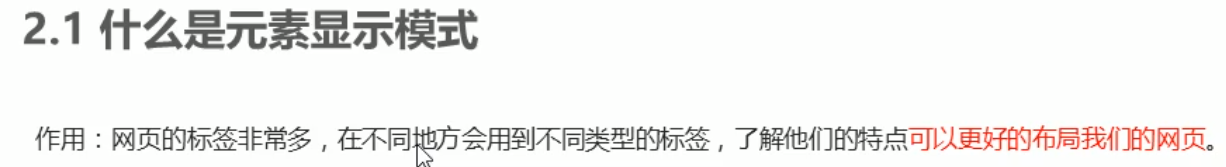 2.1 什么是元素显示模式
作用：网页的标签非常多，在不同地方会用到不同类型的标签，了解他们的特点可以更好的布局我们的网页。